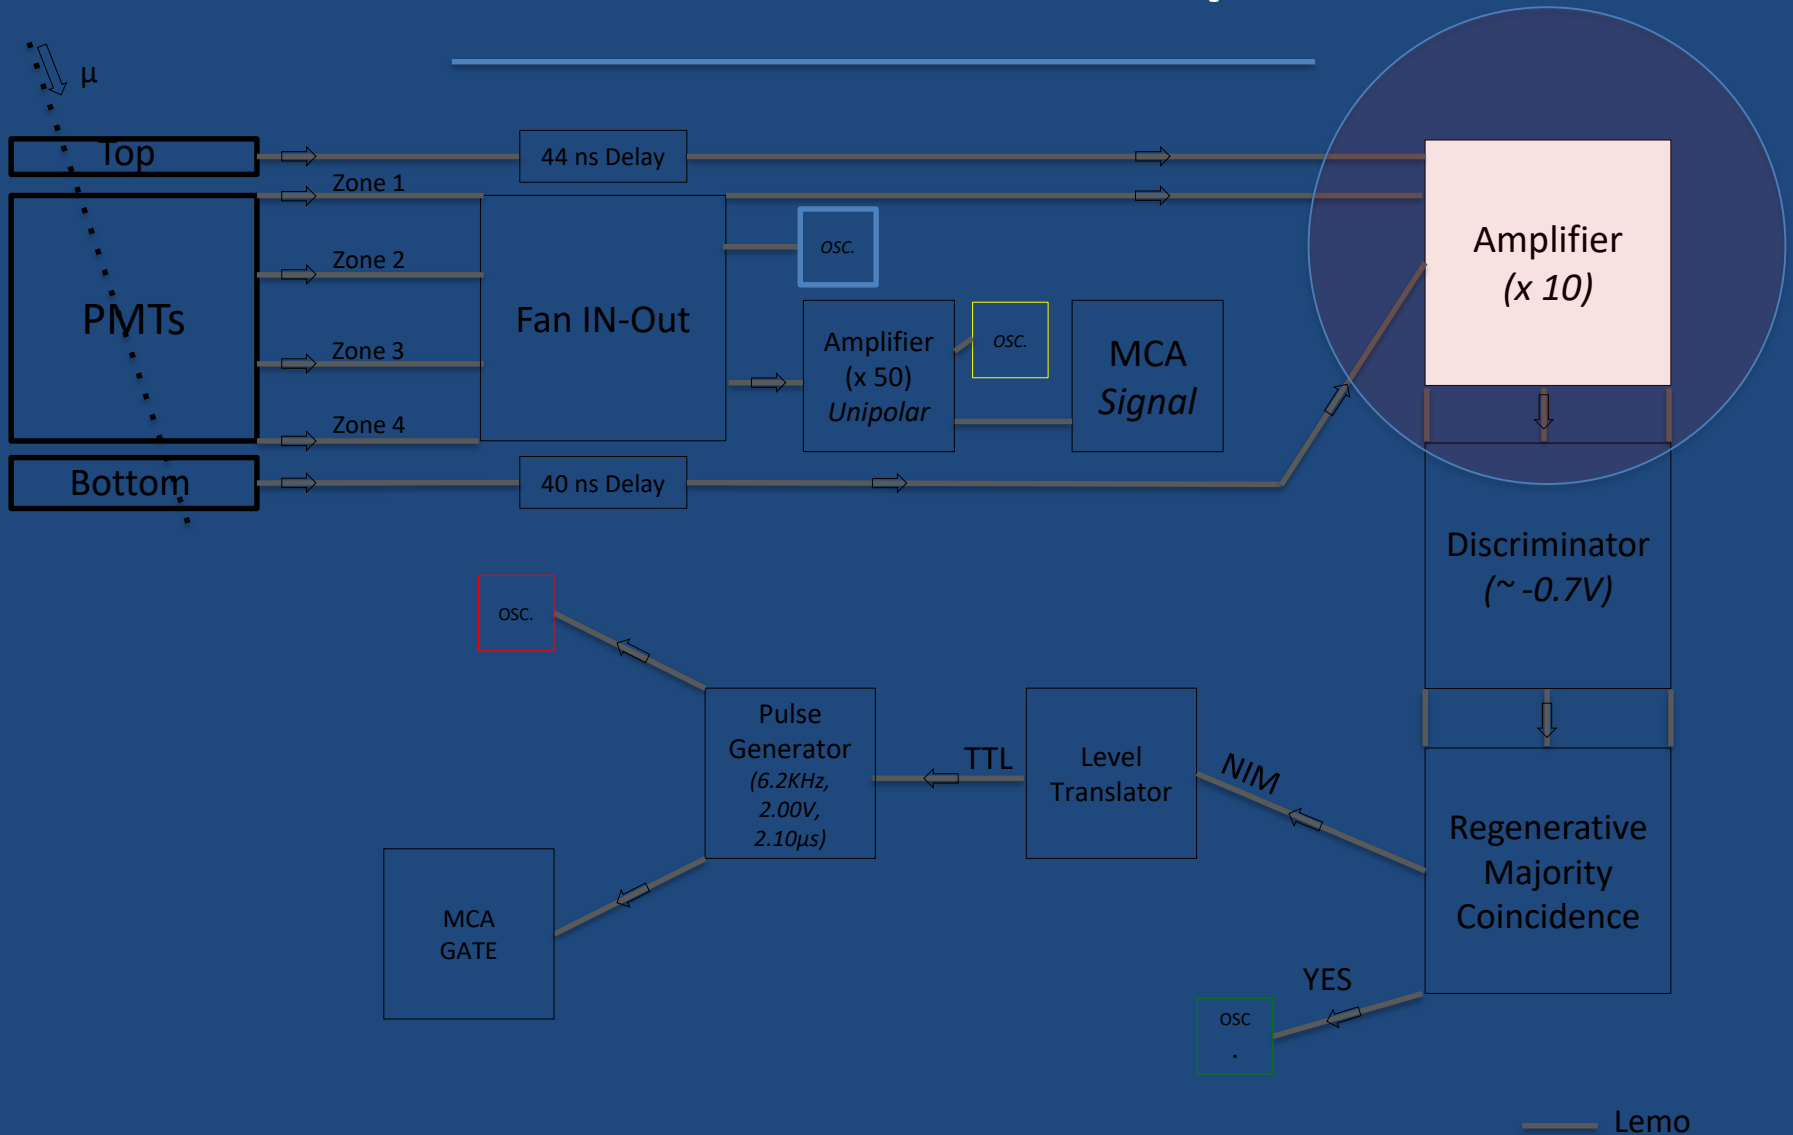 μ
Top
44 ns Delay
Zone 1
Zone 2
Zone 3
Zone 4
PMTs
Fan IN-Out
OSC.
Amplifier
(x 50)
Unipolar
OSC.
MCA
Signal
Amplifier
(x 10)
Bottom
40 ns Delay
Discriminator
(~ -0.7V)
OSC.
Pulse
Generator
(6.2KHz,
2.00V,
2.10μs)
TTL
Level
Translator
NIM
Regenerative
Majority
Coincidence
MCA
GATE
YES
OSC
.
Lemo